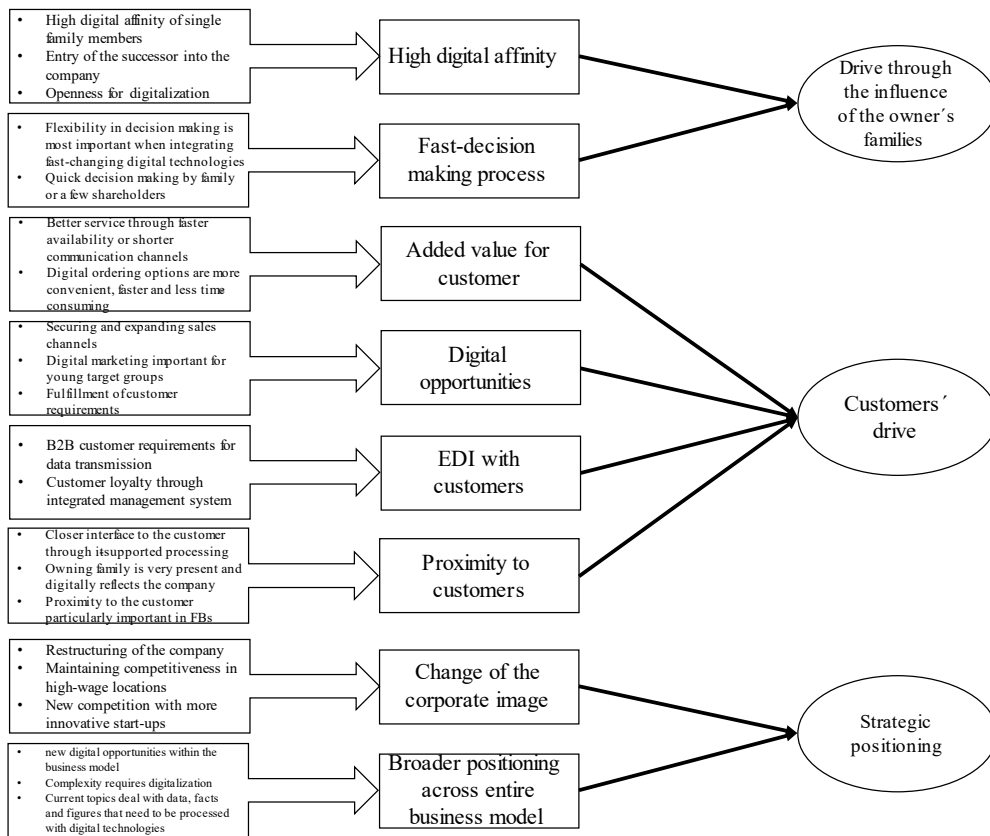 • High digital affinity of single
family members
• Entry of the successor into the
company
• Openness for digitalization
High digital affinity
• Flexibility in decision making is
most important when integrating
fast-changing digital technologies
• Quick decision making by family
or a few shareholders
Fast-decision
making process
Drive through
the influence
of the owner´s
families
• Better service through faster
availability or shorter
communication channels
• Digital ordering options are more
convenient, faster and less time
consuming
Added value for
customer
• Securing and expanding sales
channels
• Digital marketing important for
young target groups
• Fulfillment of customer
requirements
Digital
opportunities
• B2B customer requirements for
data transmission
• Customer loyalty through
integrated management system
EDI with
customers
• Closer interface to the customer
through it-supported processing
• Owning family is very present and
digitally reflects the company
• Proximity to the customer
particularly important in FBs
Proximity to
customers
Customers´
drive
• Restructuring of the company
• Maintaining competitiveness in
high-wage locations
• New competition with more
innovative start-ups
Change of the
corporate image
• new digital opportunities within the
business model
• Complexity requires digitalization
• Current topics deal with data, facts
and figures that need to be processed
with digital technologies
Broader positioning
across entire
business model
Strategic
positioning